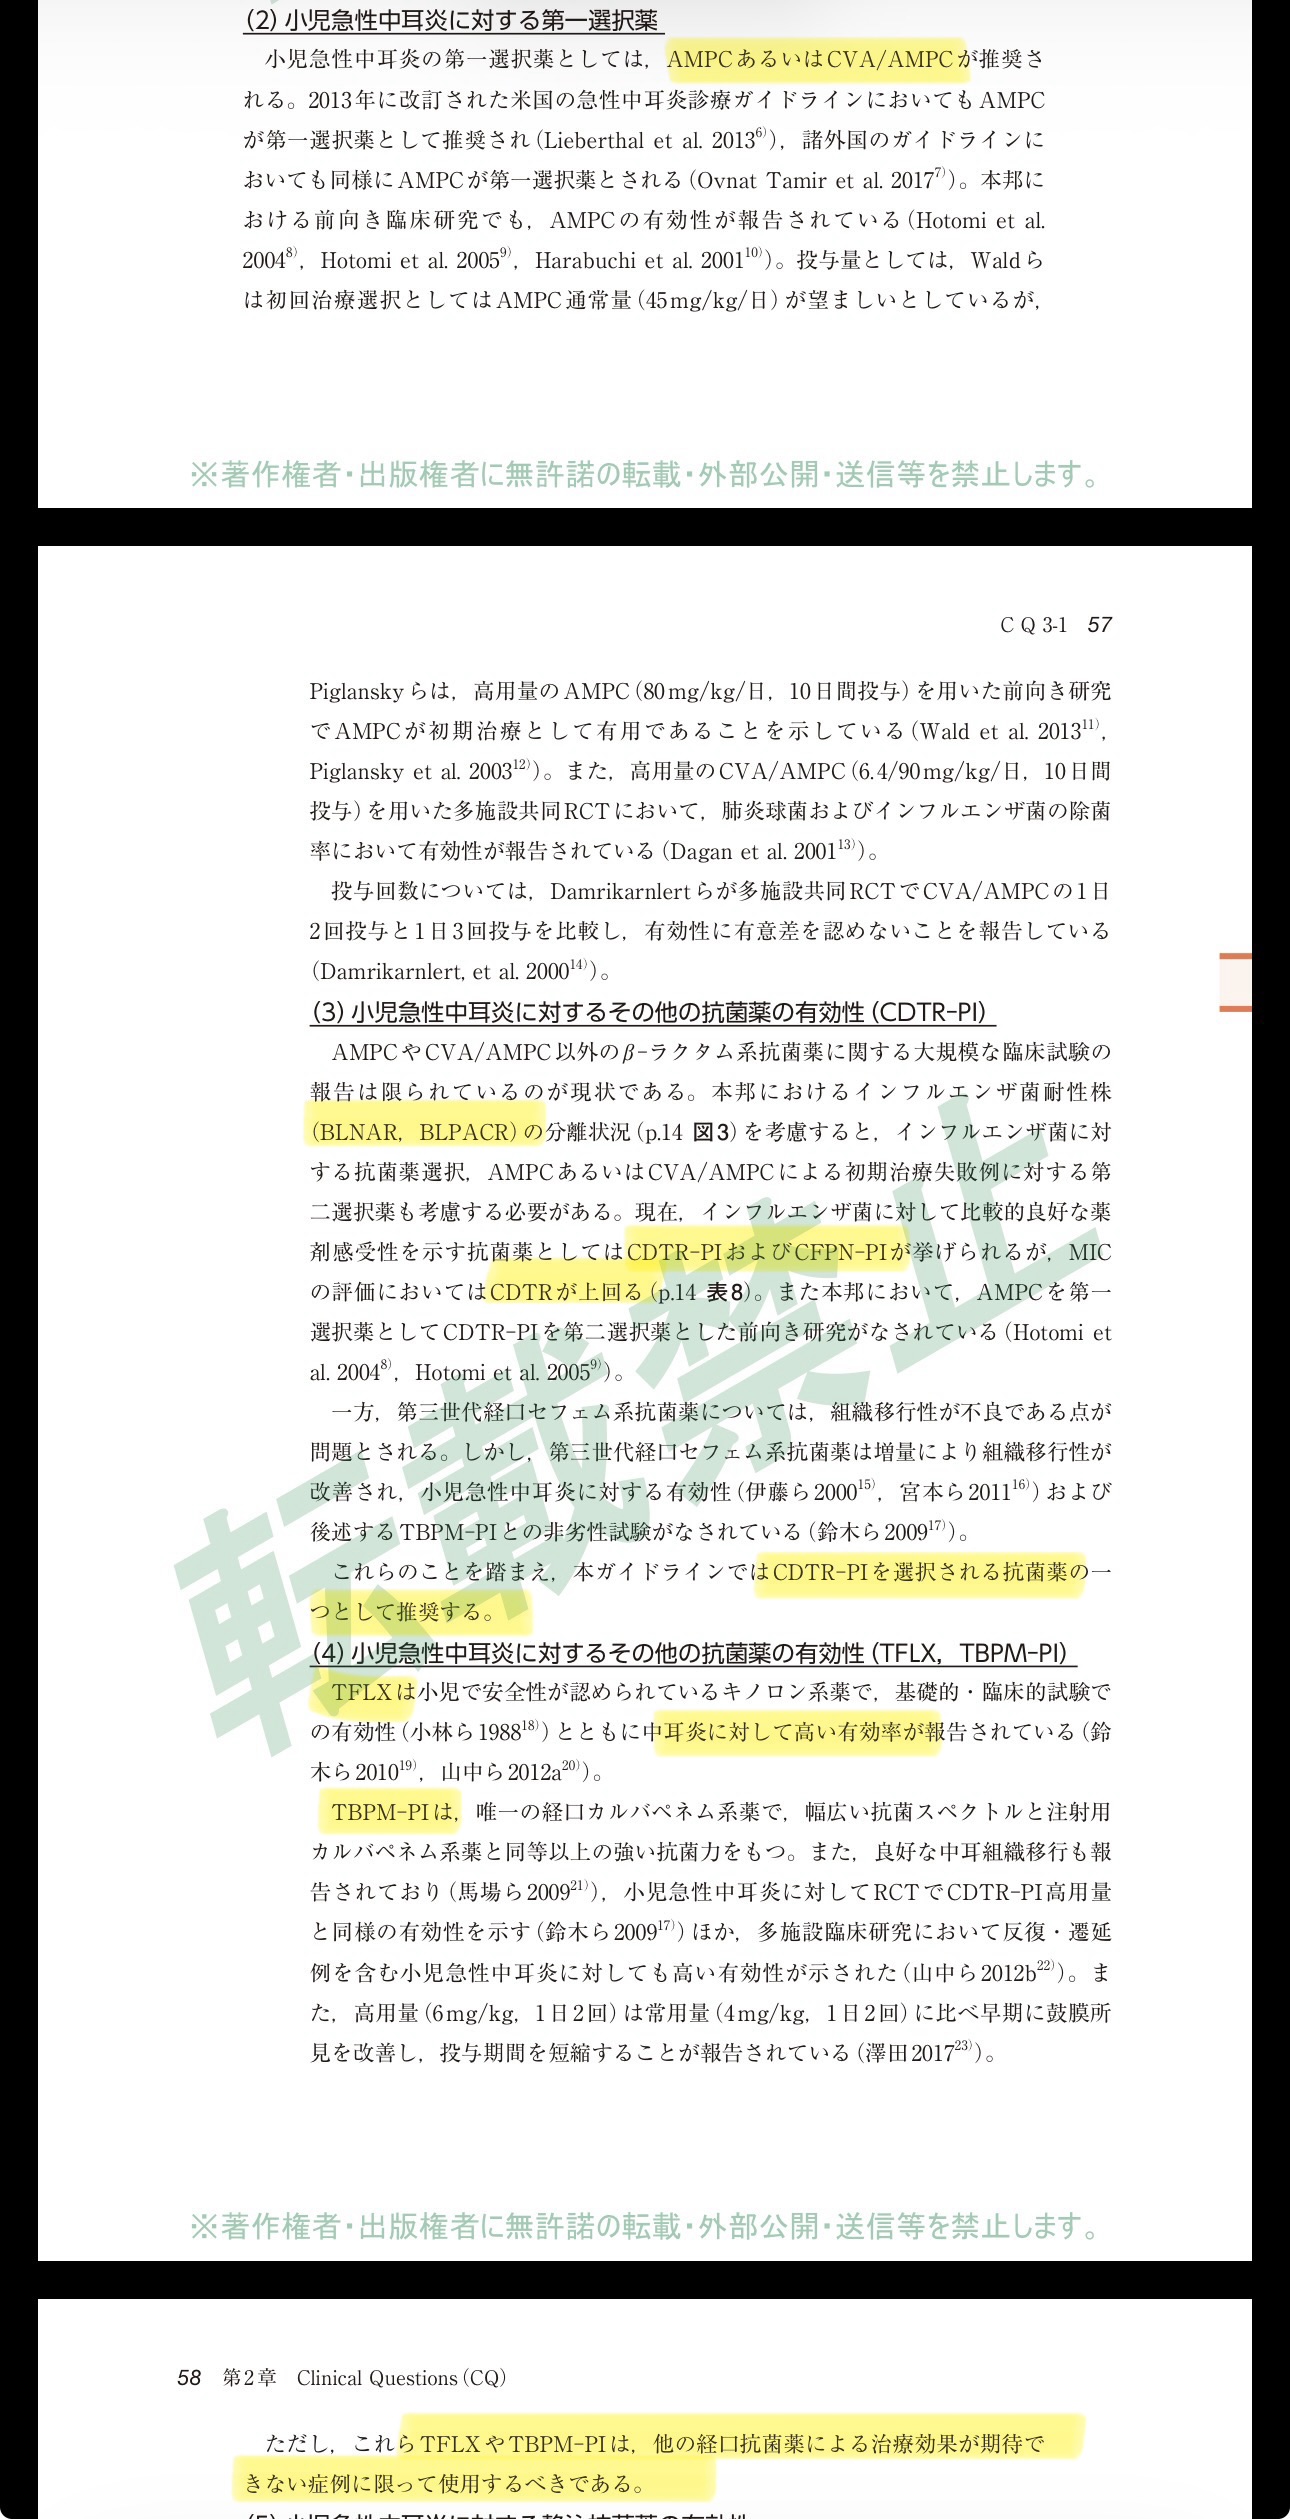 (2) 小児急性中耳炎に対する第一選択薬
小児急性中耳炎の第一選択薬としては，AMPCあるいはCVA/AMPCが推奨さ
れる。2013年に改訂された米国の急性中耳炎診療ガイドラインにおいてもAMPC
が第一選択薬として推奨され（Lieberthal et al. 2013⁶⁾），諸外国のガイドラインに
おいても同様にAMPCが第一選択薬とされる（Ovnat Tamir et al. 2017⁷⁾）。本邦に
おける前向き臨床研究でも，AMPCの有効性が報告されている（Hotomi et al.
2004⁸⁾，Hotomi et al. 2005⁹⁾，Harabuchi et al. 2001¹⁰⁾）。投与量としては，Waldら
は初回治療選択としてはAMPC通常量（45mg/kg/日）が望ましいとしているが，
※著作権者・出版権者に無許諾の転載・外部公開・送信等を禁止します。
CQ 3-1 57
Piglanskyらは，高用量のAMPC（80mg/kg/日，10日間投与）を用いた前向き研究
でAMPCが初期治療として有用であることを示している（Wald et al. 2013¹¹⁾，
Piglansky et al. 2003¹²⁾）。また，高用量のCVA/AMPC（6.4/90mg/kg/日，10日間
投与）を用いた多施設共同RCTにおいて，肺炎球菌およびインフルエンザ菌の除菌
率において有効性が報告されている（Dagan et al. 2001¹³⁾）。
投与回数については，Damrikarnlertらが多施設共同RCTでCVA/AMPCの1日
2回投与と1日3回投与を比較し，有効性に有意差を認めないことを報告している
（Damrikarnlert, et al. 2000¹⁴⁾）。
(3) 小児急性中耳炎に対するその他の抗菌薬の有効性（CDTR-PI）
AMPCやCVA/AMPC以外のβ-ラクタム系抗菌薬に関する大規模な臨床試験の
報告は限られているのが現状である。本邦におけるインフルエンザ菌耐性株
（BLNAR，BLPACR）の分離状況（p.14 図3）を考慮すると，インフルエンザ菌に対
する抗菌薬選択，AMPCあるいはCVA/AMPCによる初期治療失敗例に対する第
二選択薬も考慮する必要がある。現在，インフルエンザ菌に対して比較的良好な薬
剤感受性を示す抗菌薬としてはCDTR-PIおよびCFPN-PIが挙げられるが，MIC
の評価においてはCDTRが上回る（p.14 表8）。また本邦において，AMPCを第一
選択薬としてCDTR-PIを第二選択薬とした前向き研究がなされている（Hotomi et
al. 2004⁸⁾，Hotomi et al. 2005⁹⁾）。
一方，第三世代経口セフェム系抗菌薬については，組織移行性が不良である点が
問題とされる。しかし，第三世代経口セフェム系抗菌薬は増量により組織移行性が
改善され，小児急性中耳炎に対する有効性（伊藤ら2000¹⁵⁾，宮本ら2011¹⁶⁾）および
後述するTBPM-PIとの非劣性試験がなされている（鈴木ら2009¹⁷⁾）。
これらのことを踏まえ，本ガイドラインではCDTR-PIを選択される抗菌薬の一
つとして推奨する。
(4) 小児急性中耳炎に対するその他の抗菌薬の有効性（TFLX，TBPM-PI）
TFLXは小児で安全性が認められているキノロン系薬で，基礎的・臨床的試験で
の有効性（小林ら1988¹⁸⁾）とともに中耳炎に対して高い有効率が報告されている（鈴
木ら2010¹⁹⁾，山中ら2012a²⁰⁾）。
TBPM-PIは，唯一の経口カルバペネム系薬で，幅広い抗菌スペクトルと注射用
カルバペネム系薬と同等以上の強い抗菌力をもつ。また，良好な中耳組織移行も報
告されており（馬場ら2009²¹⁾），小児急性中耳炎に対してRCTでCDTR-PI高用量
と同様の有効性を示す（鈴木ら2009¹⁷⁾）ほか，多施設臨床研究において反復・遷延
例を含む小児急性中耳炎に対しても高い有効性が示された（山中ら2012b²²⁾）。ま
た，高用量（6mg/kg，1日2回）は常用量（4mg/kg，1日2回）に比べ早期に鼓膜所
見を改善し，投与期間を短縮することが報告されている（澤田2017²³⁾）。
転載禁止
※著作権者・出版権者に無許諾の転載・外部公開・送信等を禁止します。
58 第2章 Clinical Questions（CQ）
ただし，これらTFLXやTBPM-PIは，他の経口抗菌薬による治療効果が期待で
きない症例に限って使用するべきである。